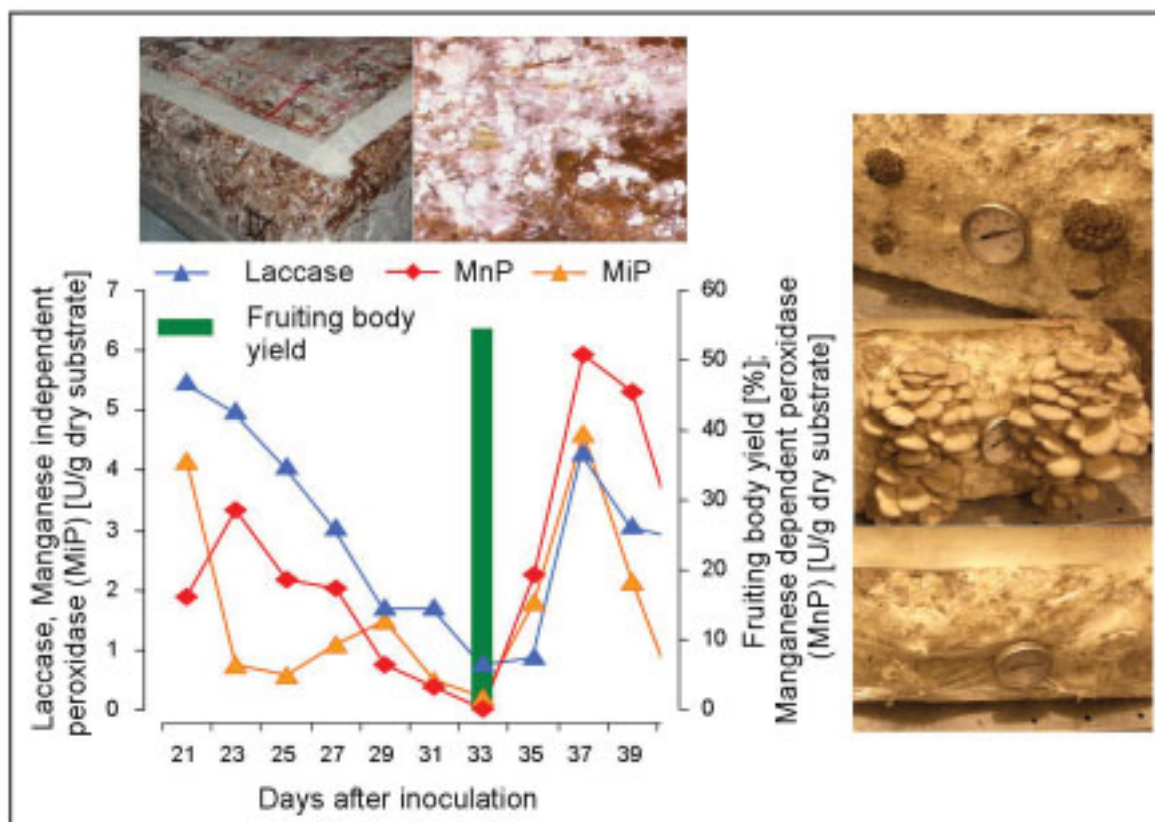 Laccase MnP MiP
Fruiting body
yield
Laccase, Manganese independent
peroxidase (MiP) [U/g dry substrate]
7
6
5
4
3
2
1
0
60
50
40
30
20
10
0
Fruiting body yield [%];
Manganese dependent peroxidase
(MnP) [U/g dry substrate]
21 23 25 27 29 31 33 35 37 39
Days after inoculation